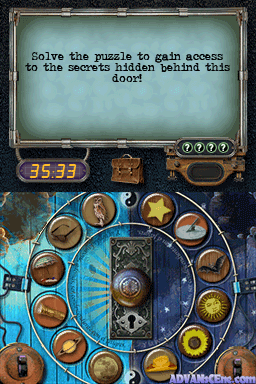 Solve the puzzle to gain access
to the secrets hidden behind this
door!
? ? ? ?
35:33
ADVANSCENE.com